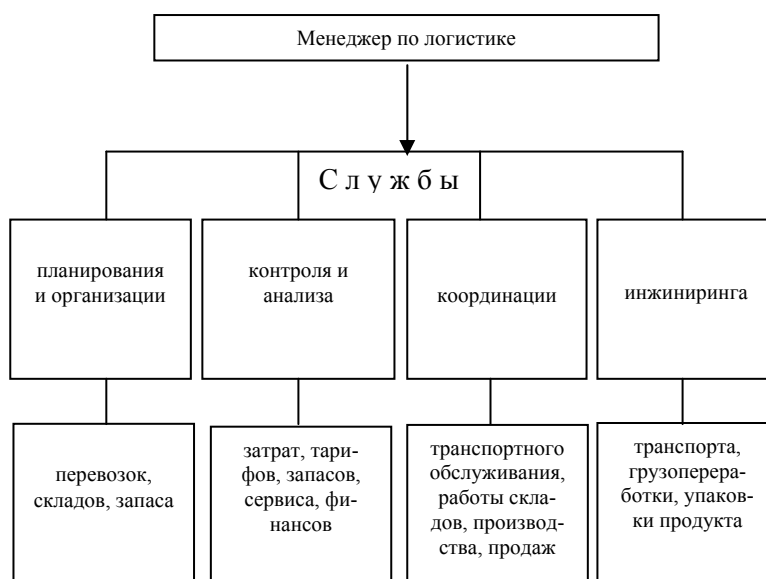 Менеджер по логистике
С л у ж б ы
планирования
и организации
контроля и
анализа
координации
инжиниринга
перевозок,
складов, запаса
затрат, тари-
фов, запасов,
сервиса, фи-
нансов
транспортного
обслуживания,
работы скла-
дов, производ-
ства, продаж
транспорта,
грузоперера-
ботки, упаков-
ки продукта